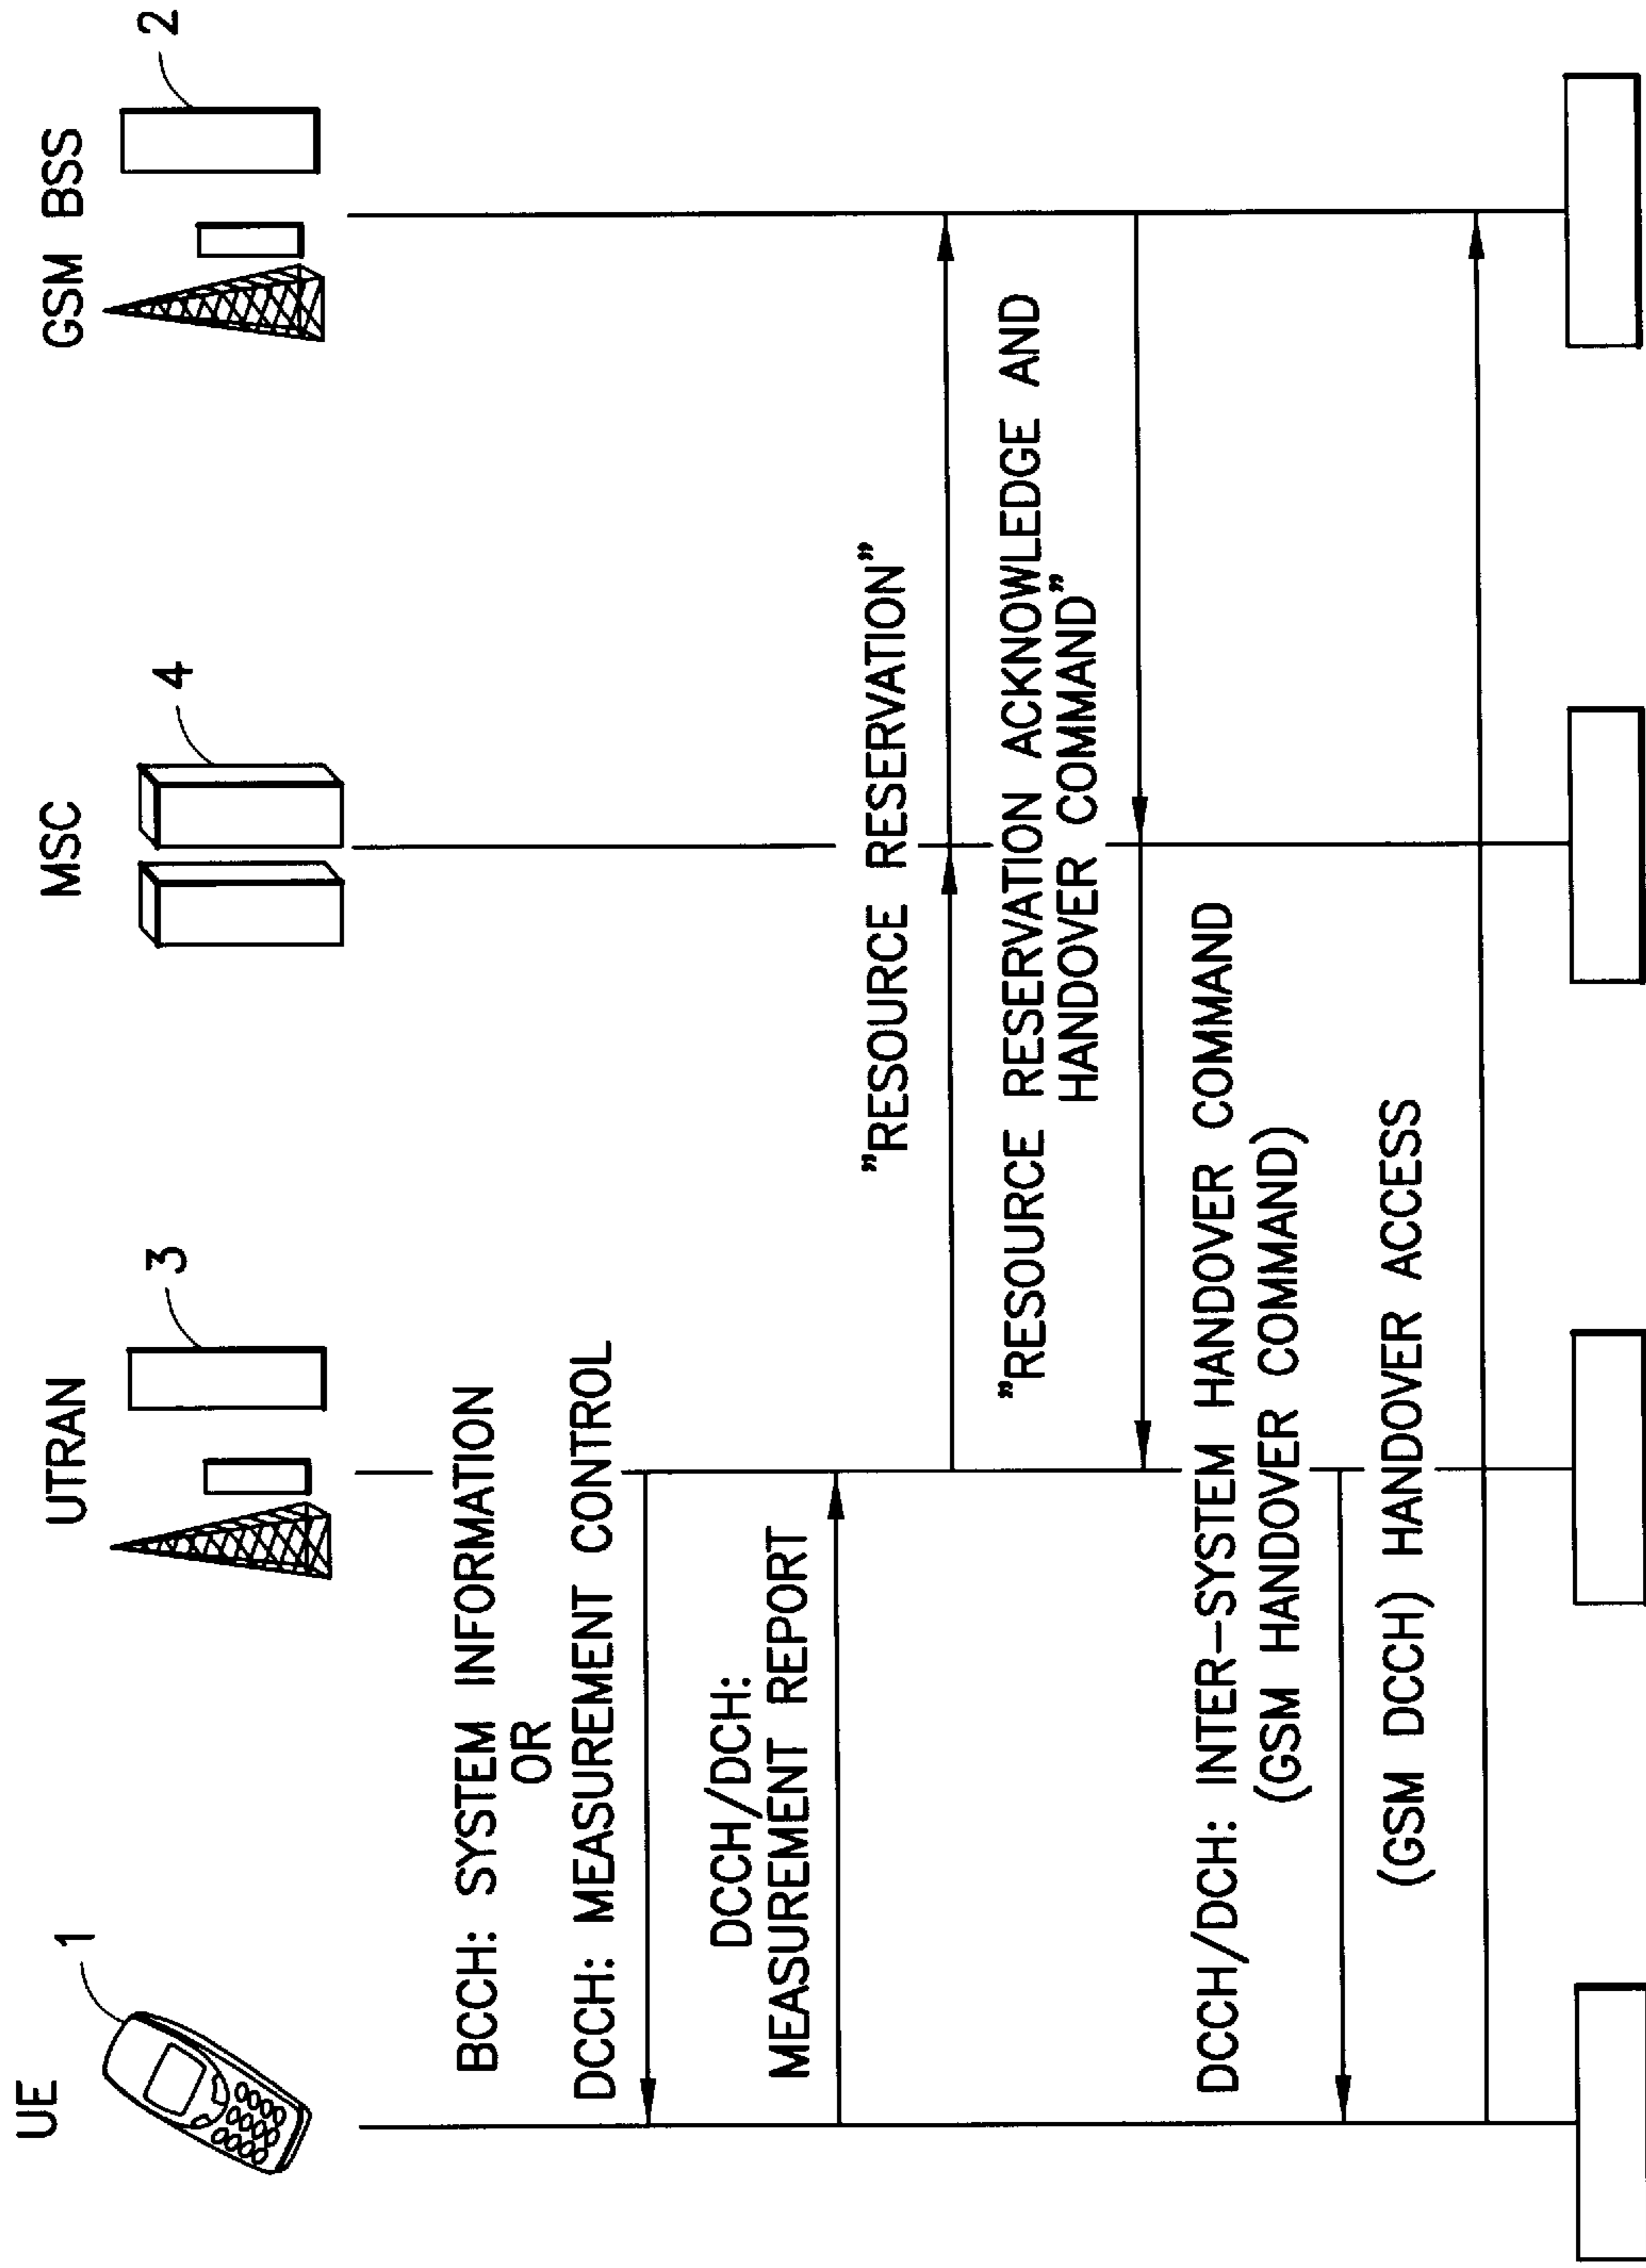 UE
1
UTRAN
3
MSC
4
GSM BSS
2
BCCH: SYSTEM INFORMATION
OR
DCCH: MEASUREMENT CONTROL
DCCH/DCH:
MEASUREMENT REPORT
"RESOURCE RESERVATION"
"RESOURCE RESERVATION ACKNOWLEDGE AND
HANDOVER COMMAND"
DCCH/DCH: INTER-SYSTEM HANDOVER COMMAND
(GSM HANDOVER COMMAND)
(GSM DCCH) HANDOVER ACCESS